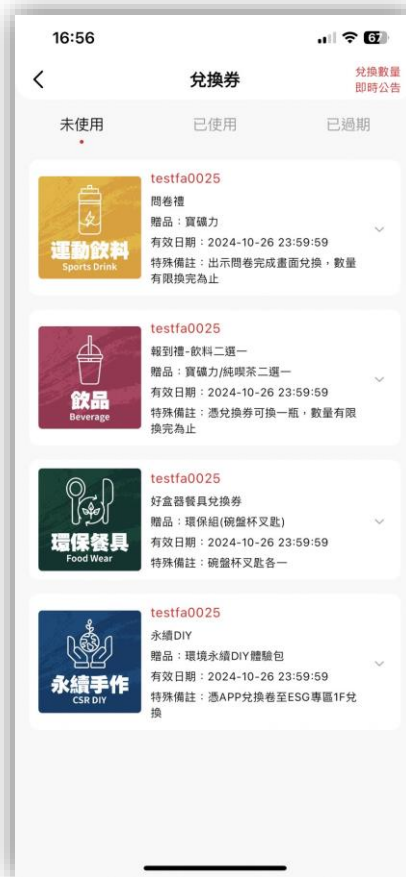 16:56
67
兌換券
兌換數量
即時公告
未使用
已使用
已過期
運動飲料
Sports Drink
testfa0025
問卷禮
贈品：寶礦力
有效日期：2024-10-26 23:59:59
特殊備註：出示問卷完成畫面兌換，數量
有限換完為止
飲品
Beverage
testfa0025
報到禮-飲料二選一
贈品：寶礦力/純喫茶二選一
有效日期：2024-10-26 23:59:59
特殊備註：憑兌換券可換一瓶，數量有限
換完為止
環保餐具
Food Wear
testfa0025
好盒器餐具兌換券
贈品：環保組(碗盤杯叉匙)
有效日期：2024-10-26 23:59:59
特殊備註：碗盤杯叉匙各一
永續手作
CSR DIY
testfa0025
永續DIY
贈品：環境永續DIY體驗包
有效日期：2024-10-26 23:59:59
特殊備註：憑APP兌換卷至ESG專區1F兌
換